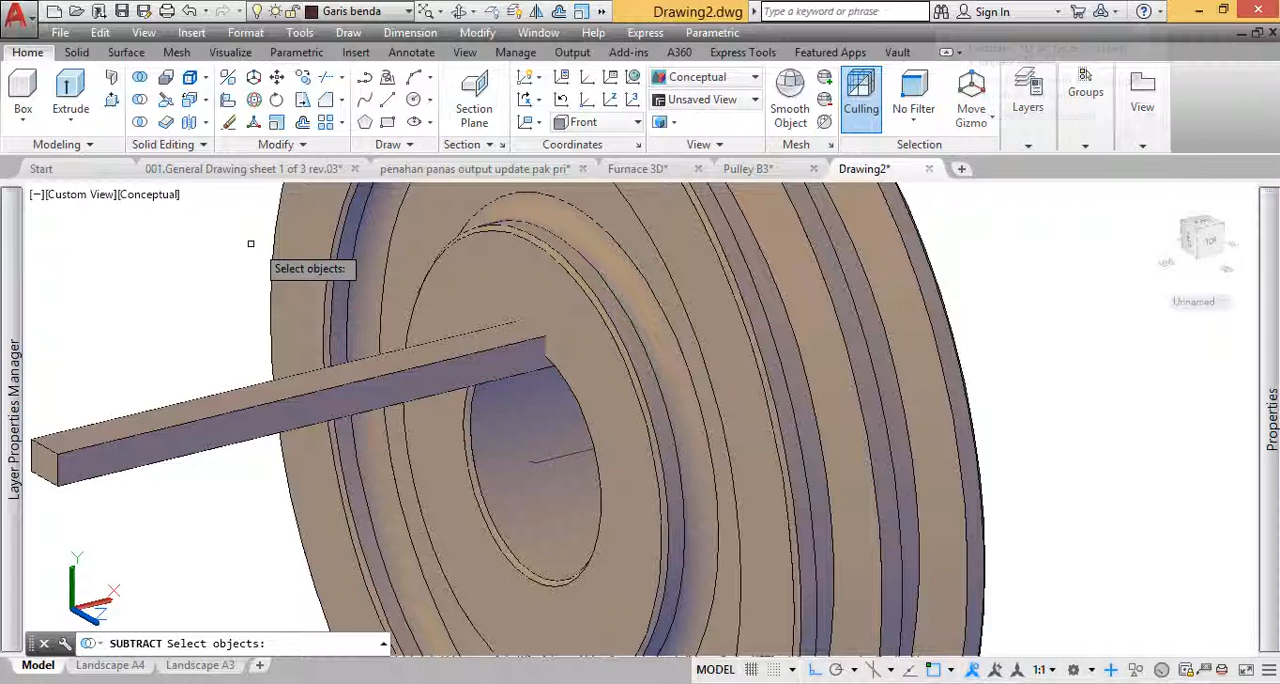 Drawing2.dwg
Type a keyword or phrase
Sign In
File Edit View Insert Format Tools Draw Dimension Modify Window Help Express Parametric
Home Solid Surface Mesh Visualize Parametric Insert Annotate View Manage Output Add-ins A360 Express Tools Featured Apps Vault
Garis benda
Box
Extrude
Section
Plane
Conceptual
Unsaved View
Front
Smooth
Object
Culling
No Filter
Move
Gizmo
Layers
Groups
View
Modeling
Solid Editing
Modify
Draw
Section
Coordinates
View
Mesh
Selection
Start
001.General Drawing sheet 1 of 3 rev.03*
penahan panas output update pak pri*
Furnace 3D*
Pulley B3*
Drawing2*
[−][Custom View][Conceptual]
TOP
Unnamed
Select objects:
Layer Properties Manager
Properties
Y
X
Z
SUBTRACT Select objects:
Model
Landscape A4
Landscape A3
MODEL
1:1